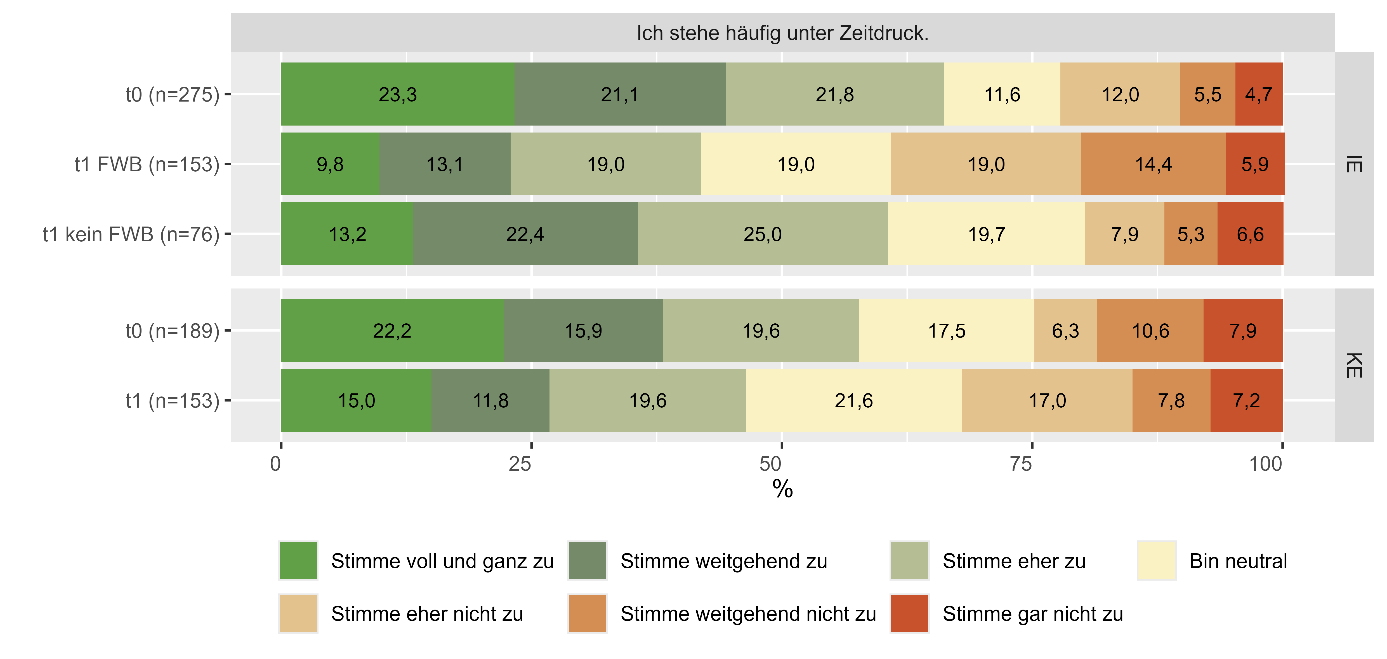 Ich stehe häufig unter Zeitdruck.
t0 (n=275) 23,3 21,1 21,8 11,6 12,0 5,5 4,7
t1 FWB (n=153) 9,8 13,1 19,0 19,0 19,0 14,4 5,9
t1 kein FWB (n=76) 13,2 22,4 25,0 19,7 7,9 5,3 6,6
IE
t0 (n=189) 22,2 15,9 19,6 17,5 6,3 10,6 7,9
t1 (n=153) 15,0 11,8 19,6 21,6 17,0 7,8 7,2
KE
0 25 50 75 100
%
Stimme voll und ganz zu Stimme weitgehend zu Stimme eher zu Bin neutral
Stimme eher nicht zu Stimme weitgehend nicht zu Stimme gar nicht zu